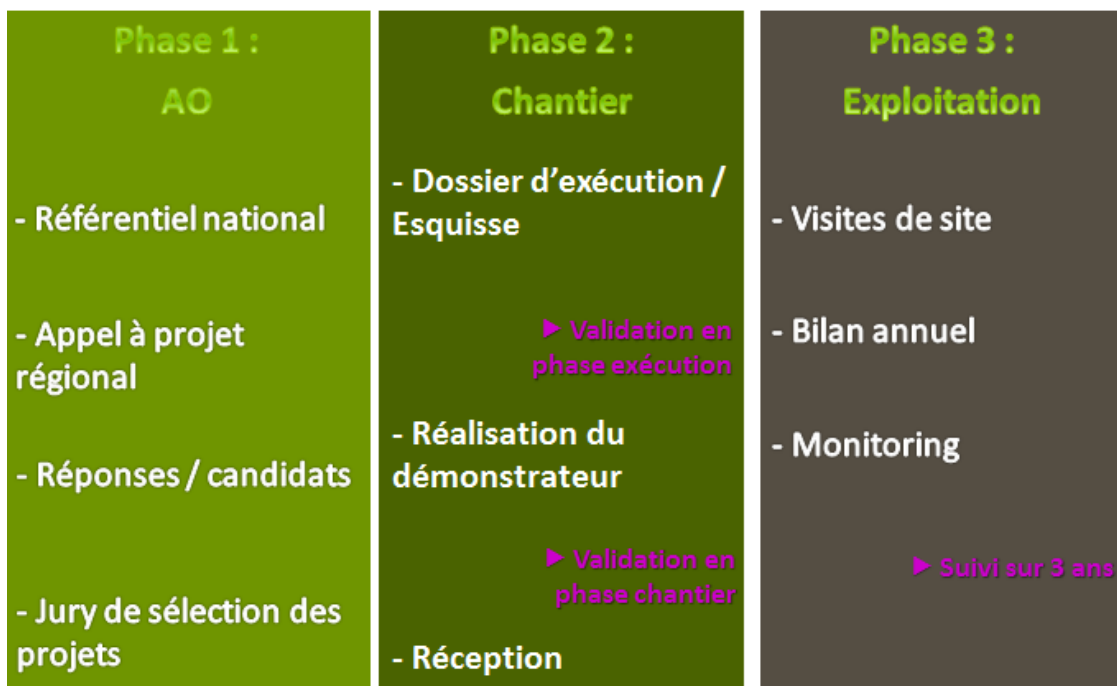 Phase 1 :
AO
- Référentiel national
- Appel à projet
régional
- Réponses / candidats
- Jury de sélection des
projets
Phase 2 :
Chantier
- Dossier d’exécution /
Esquisse
► Validation en
phase exécution
- Réalisation du
démonstrateur
► Validation en
phase chantier
- Réception
Phase 3 :
Exploitation
- Visites de site
- Bilan annuel
- Monitoring
► Suivi sur 3 ans